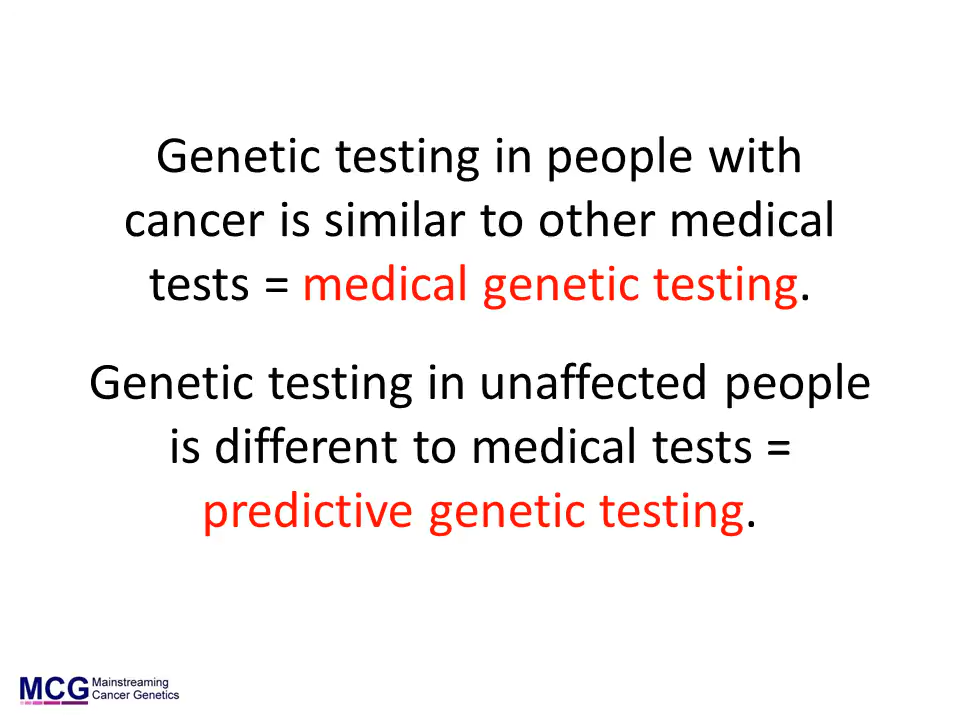 Genetic testing in people with
cancer is similar to other medical
tests = medical genetic testing.
Genetic testing in unaffected people
is different to medical tests =
predictive genetic testing.
MCG Mainstreaming
Cancer Genetics